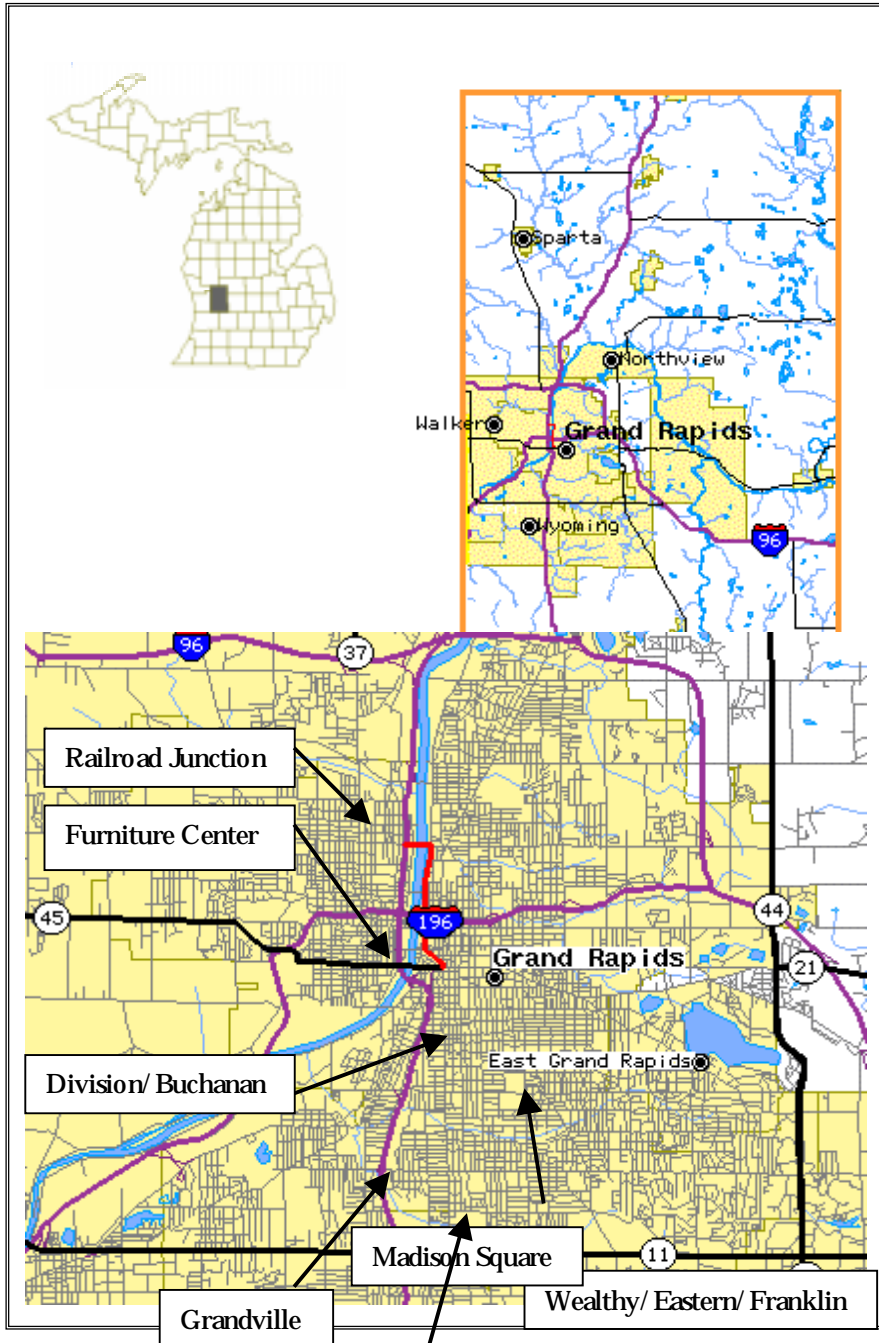 Sparta
Northview
Walker
Grand Rapids
Wyoming
96
96
37
Railroad Junction
Furniture Center
45
196
44
Grand Rapids
21
East Grand Rapids
Division/Buchanan
Madison Square
11
Wealthy/Eastern/Franklin
Grandville